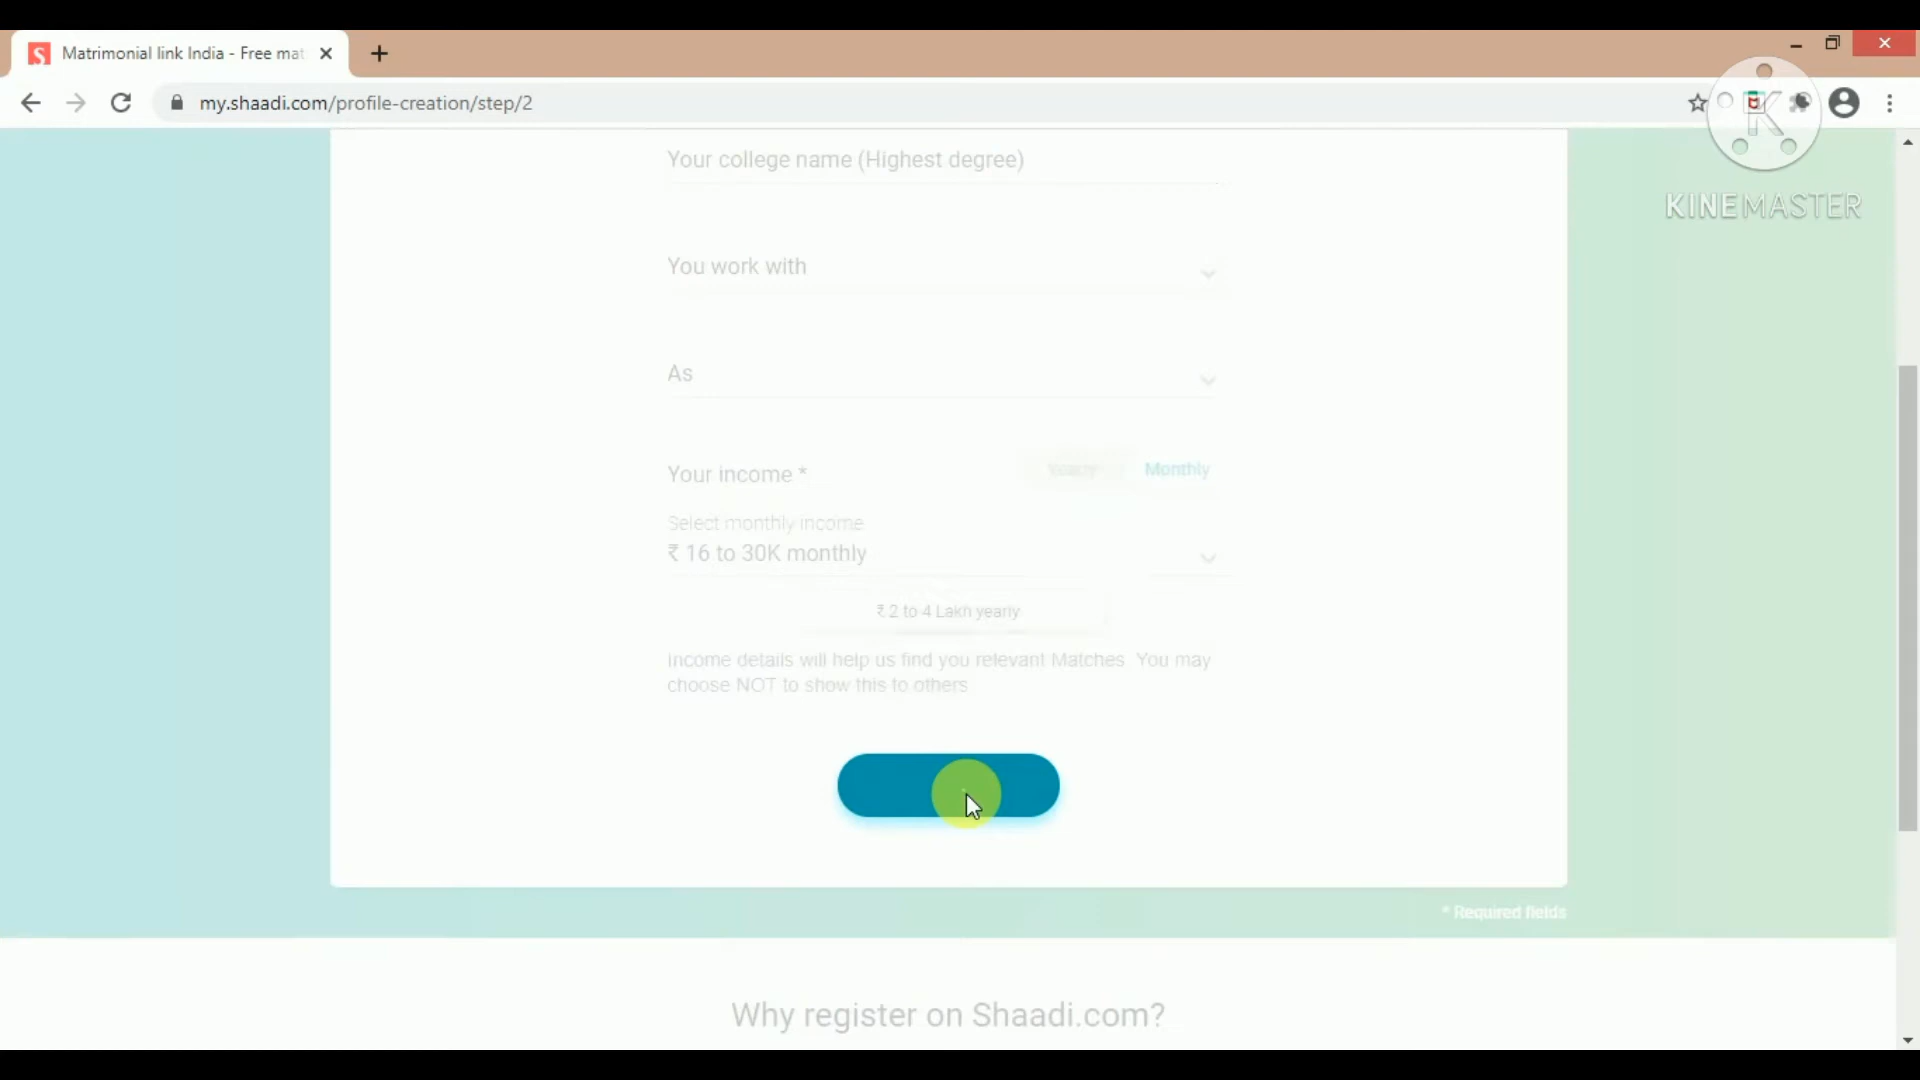 S Matrimonial link India - Free mat
my.shaadi.com/profile-creation/step/2
K
KINEMASTER
Your college name (Highest degree)
You work with
As
Your income * Yearly Monthly
Select monthly income
₹ 16 to 30K monthly
₹ 2 to 4 Lakh yearly
Income details will help us find you relevant Matches. You may
choose NOT to show this to others
* Required fields
Why register on Shaadi.com?